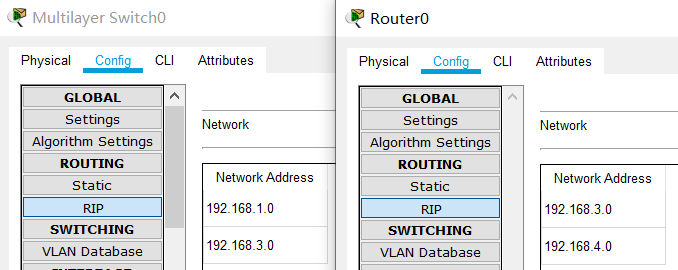 Multilayer Switch0
Physical Config CLI Attributes
GLOBAL
Settings
Algorithm Settings
ROUTING
Static
RIP
SWITCHING
VLAN Database
Network
Network Address
192.168.1.0
192.168.3.0
Router0
Physical Config CLI Attributes
GLOBAL
Settings
Algorithm Settings
ROUTING
Static
RIP
SWITCHING
VLAN Database
Network
Network Address
192.168.3.0
192.168.4.0